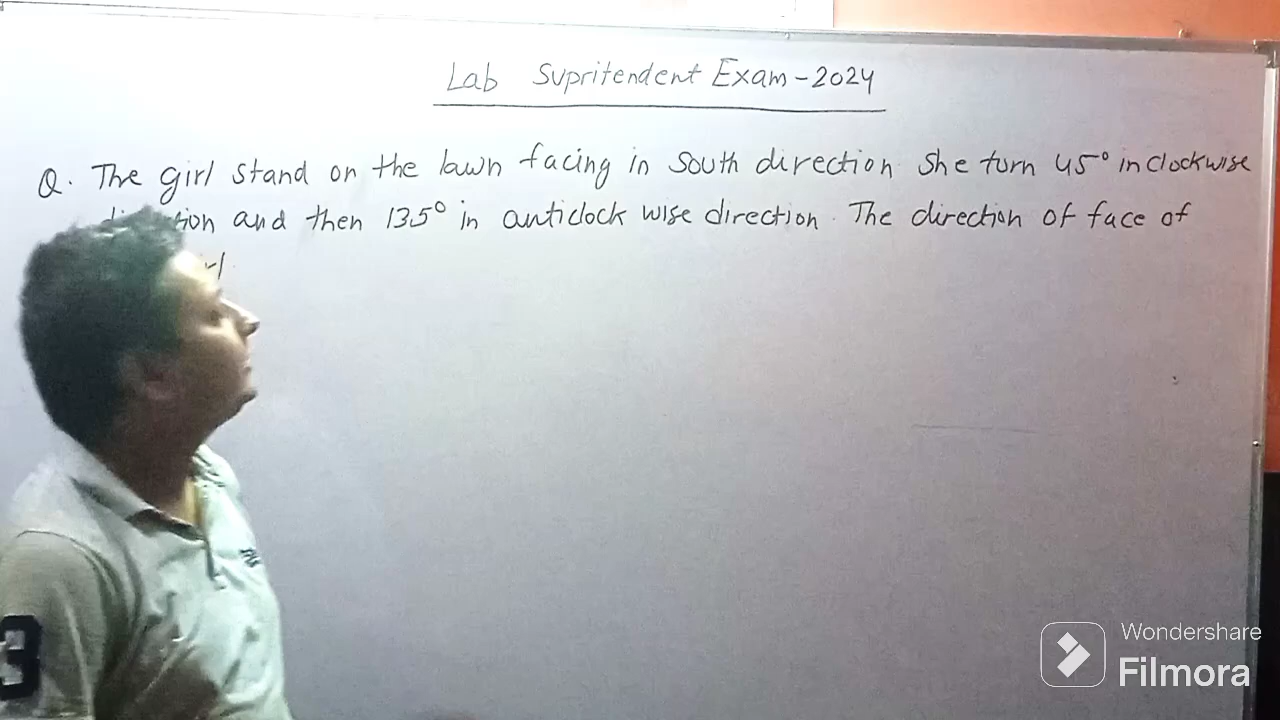 Lab Supritendent Exam-2024
Q. The girl stand on the lawn facing in south direction. She turn 45° in clockwise
and then 135° in anticlock wise direction. The direction of face of
3
Wondershare
Filmora